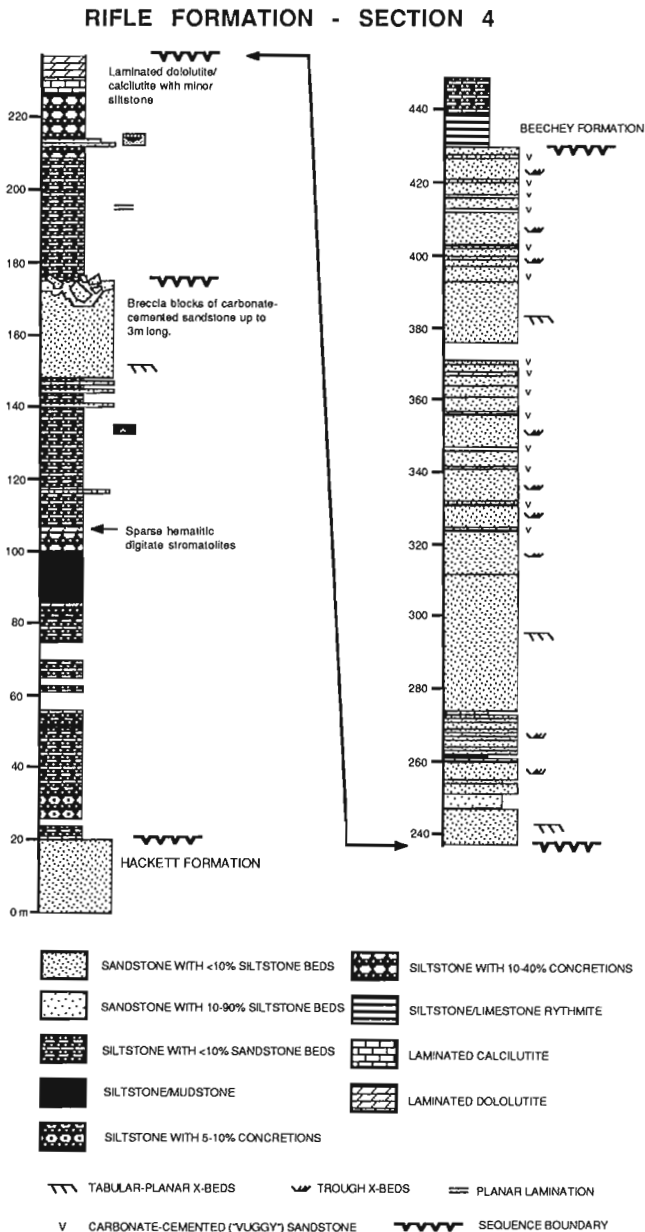 RIFLE FORMATION - SECTION 4
Laminated dololutite/
calcilutite with minor
siltstone
220
200
180
Breccia blocks of carbonate-
cemented sandstone up to
3m long.
160
140
120
Sparse hematitic
digitate stromatolites
100
80
60
40
20
HACKETT FORMATION
0 m
440
BEECHEY FORMATION
V
420
V
V
V
400
V
V
V
380
V
V
360
V
V
340
V
V
V
320
V
300
280
260
240
SANDSTONE WITH <10% SILTSTONE BEDS
SANDSTONE WITH 10-90% SILTSTONE BEDS
SILTSTONE WITH <10% SANDSTONE BEDS
SILTSTONE/MUDSTONE
SILTSTONE WITH 5-10% CONCRETIONS
SILTSTONE WITH 10-40% CONCRETIONS
SILTSTONE/LIMESTONE RYTHMITE
LAMINATED CALCILUTITE
LAMINATED DOLOLUTITE
TABULAR-PLANAR X-BEDS
TROUGH X-BEDS
PLANAR LAMINATION
V CARBONATE-CEMENTED ("VUGGY") SANDSTONE
SEQUENCE BOUNDARY